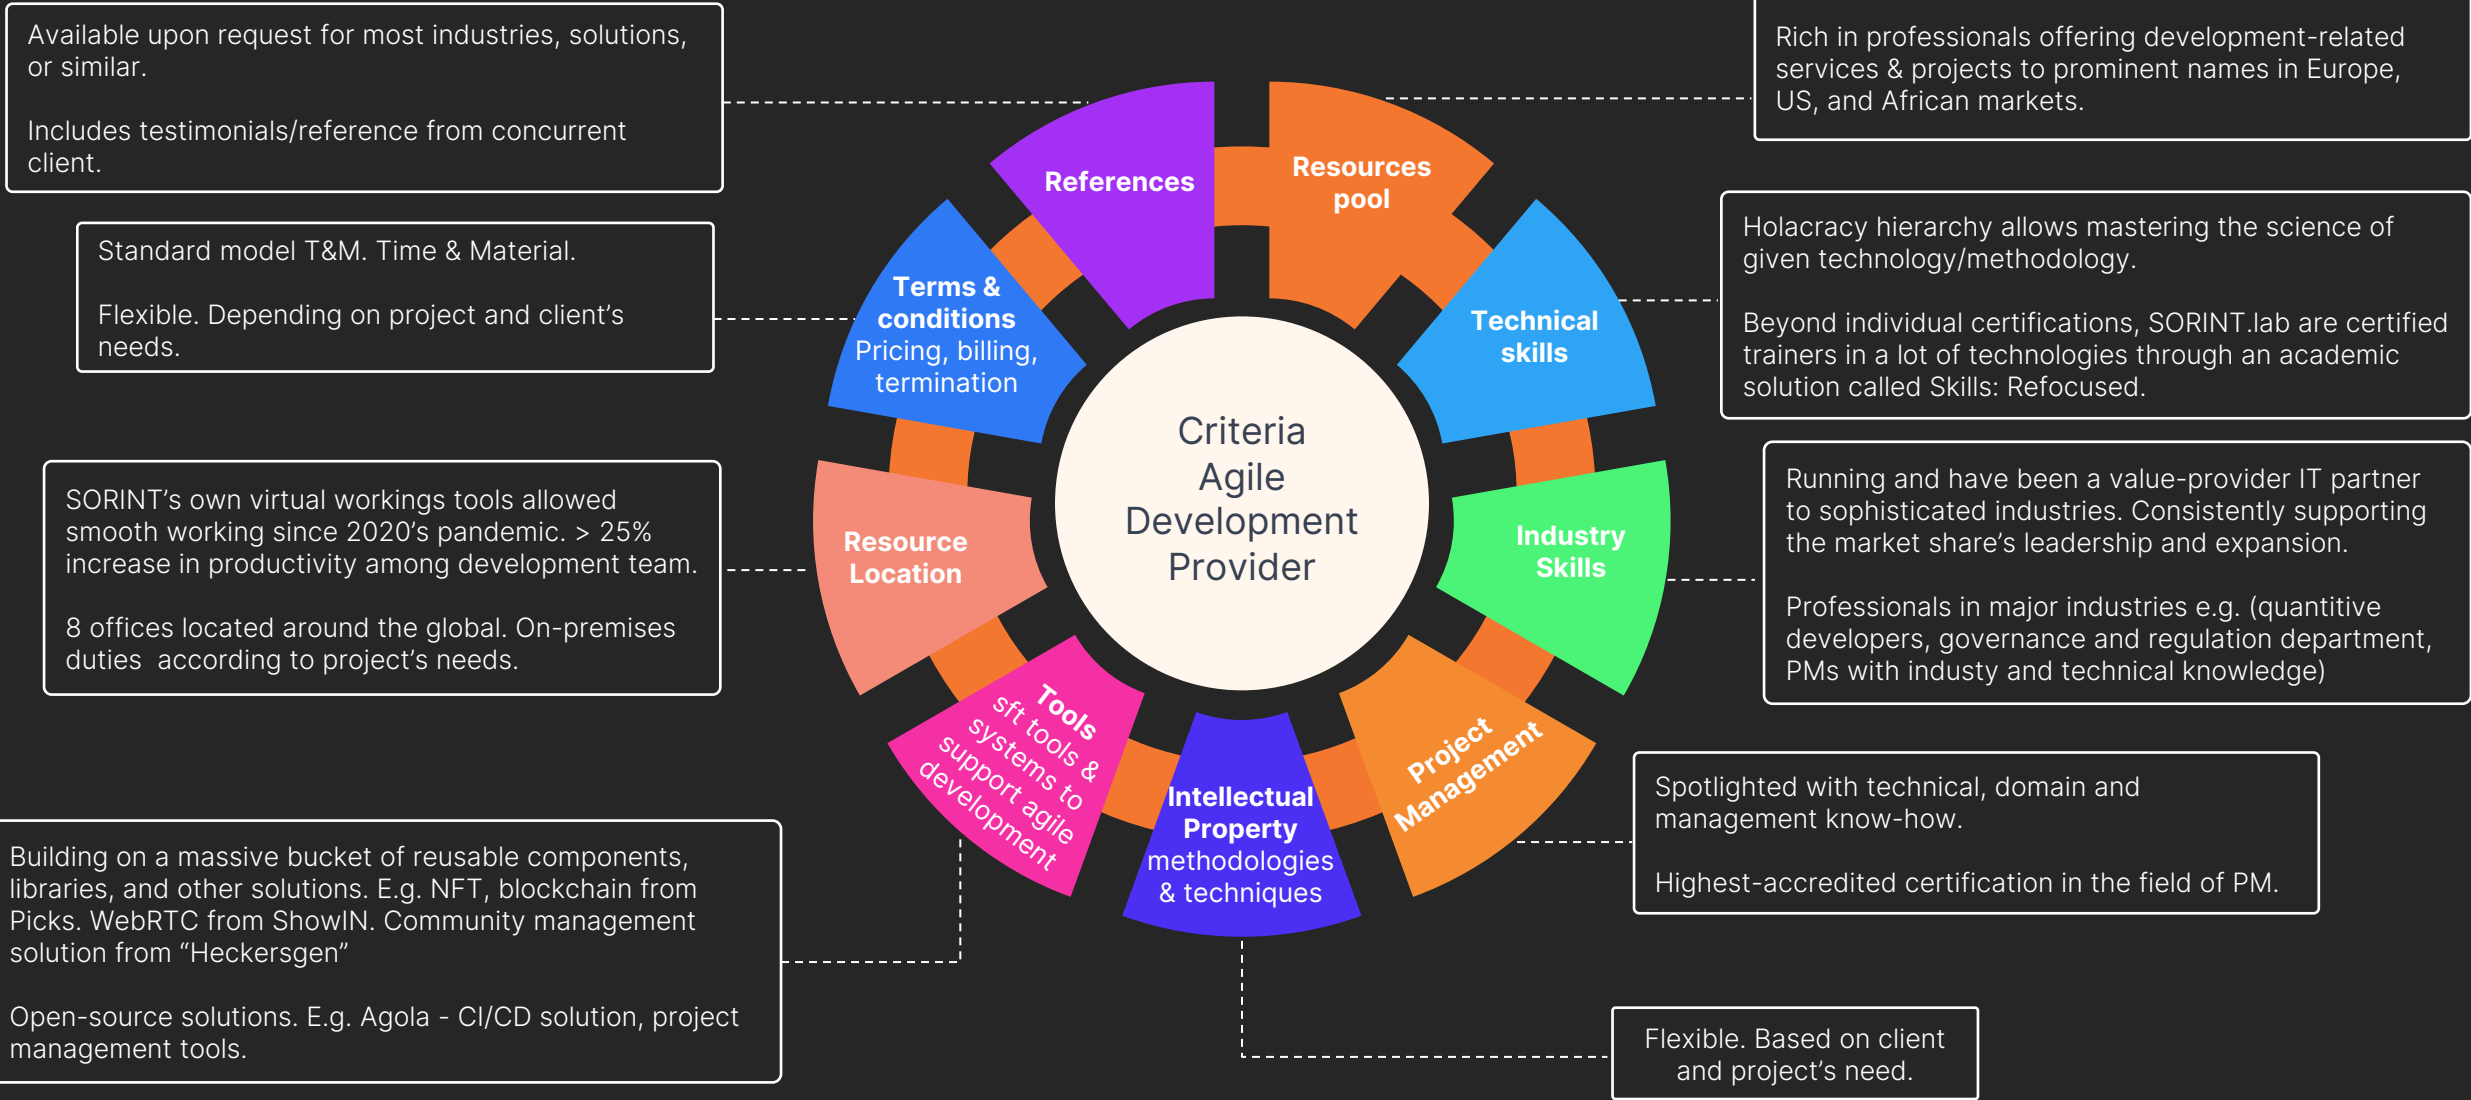 Available upon request for most industries, solutions,
or similar.
Includes testimonials/reference from concurrent
client.
Rich in professionals offering development-related
services & projects to prominent names in Europe,
US, and African markets.
References
Resources
pool
Standard model T&M. Time & Material.
Flexible. Depending on project and client’s
needs.
Terms &
conditions
Pricing, billing,
termination
Technical
skills
Holacracy hierarchy allows mastering the science of
given technology/methodology.
Beyond individual certifications, SORINT.lab are certified
trainers in a lot of technologies through an academic
solution called Skills: Refocused.
Criteria
Agile
Development
Provider
SORINT’s own virtual workings tools allowed
smooth working since 2020’s pandemic. > 25%
increase in productivity among development team.
8 offices located around the global. On-premises
duties  according to project’s needs.
Resource
Location
Industry
Skills
Running and have been a value-provider IT partner
to sophisticated industries. Consistently supporting
the market share’s leadership and expansion.
Professionals in major industries e.g. (quantitive
developers, governance and regulation department,
PMs with industy and technical knowledge)
Tools
sft tools &
systems to
support agile
development
Intellectual
Property
methodologies
& techniques
Project
Management
Spotlighted with technical, domain and
management know-how.
Highest-accredited certification in the field of PM.
Building on a massive bucket of reusable components,
libraries, and other solutions. E.g. NFT, blockchain from
Picks. WebRTC from ShowIN. Community management
solution from “Heckersgen”
Open-source solutions. E.g. Agola - CI/CD solution, project
management tools.
Flexible. Based on client
and project’s need.